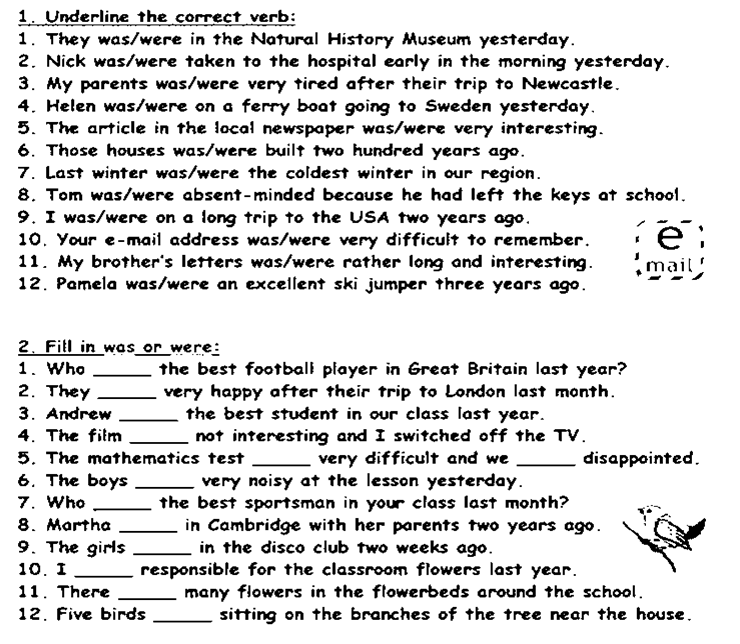 1. Underline the correct verb:
1. They was/were in the Natural History Museum yesterday.
2. Nick was/were taken to the hospital early in the morning yesterday.
3. My parents was/were very tired after their trip to Newcastle.
4. Helen was/were on a ferry boat going to Sweden yesterday.
5. The article in the local newspaper was/were very interesting.
6. Those houses was/were built two hundred years ago.
7. Last winter was/were the coldest winter in our region.
8. Tom was/were absent-minded because he had left the keys at school.
9. I was/were on a long trip to the USA two years ago.
10. Your e-mail address was/were very difficult to remember.
11. My brother's letters was/were rather long and interesting.
12. Pamela was/were an excellent ski jumper three years ago.
e
mail
2. Fill in was or were:
1. Who ______ the best football player in Great Britain last year?
2. They ______ very happy after their trip to London last month.
3. Andrew ______ the best student in our class last year.
4. The film ______ not interesting and I switched off the TV.
5. The mathematics test ______ very difficult and we ______ disappointed.
6. The boys ______ very noisy at the lesson yesterday.
7. Who ______ the best sportsman in your class last month?
8. Martha ______ in Cambridge with her parents two years ago.
9. The girls ______ in the disco club two weeks ago.
10. I ______ responsible for the classroom flowers last year.
11. There ______ many flowers in the flowerbeds around the school.
12. Five birds ______ sitting on the branches of the tree near the house.